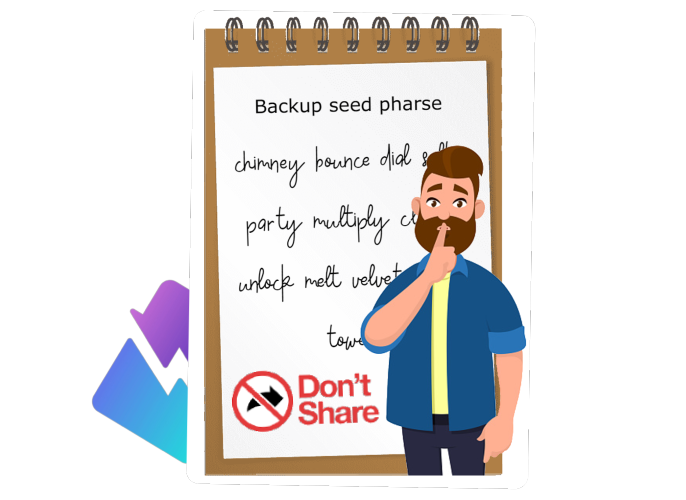 Backup seed pharse
chimney bounce dial
party multiply
unlock melt velvet
Don't
Share